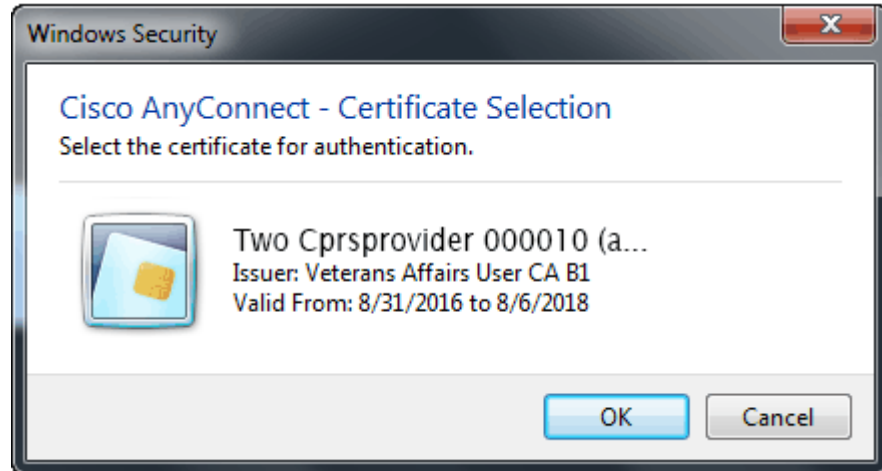 Windows Security
Cisco AnyConnect - Certificate Selection
Select the certificate for authentication.
Two Cprsprovider 000010 (a...
Issuer: Veterans Affairs User CA B1
Valid From: 8/31/2016 to 8/6/2018
OK
Cancel